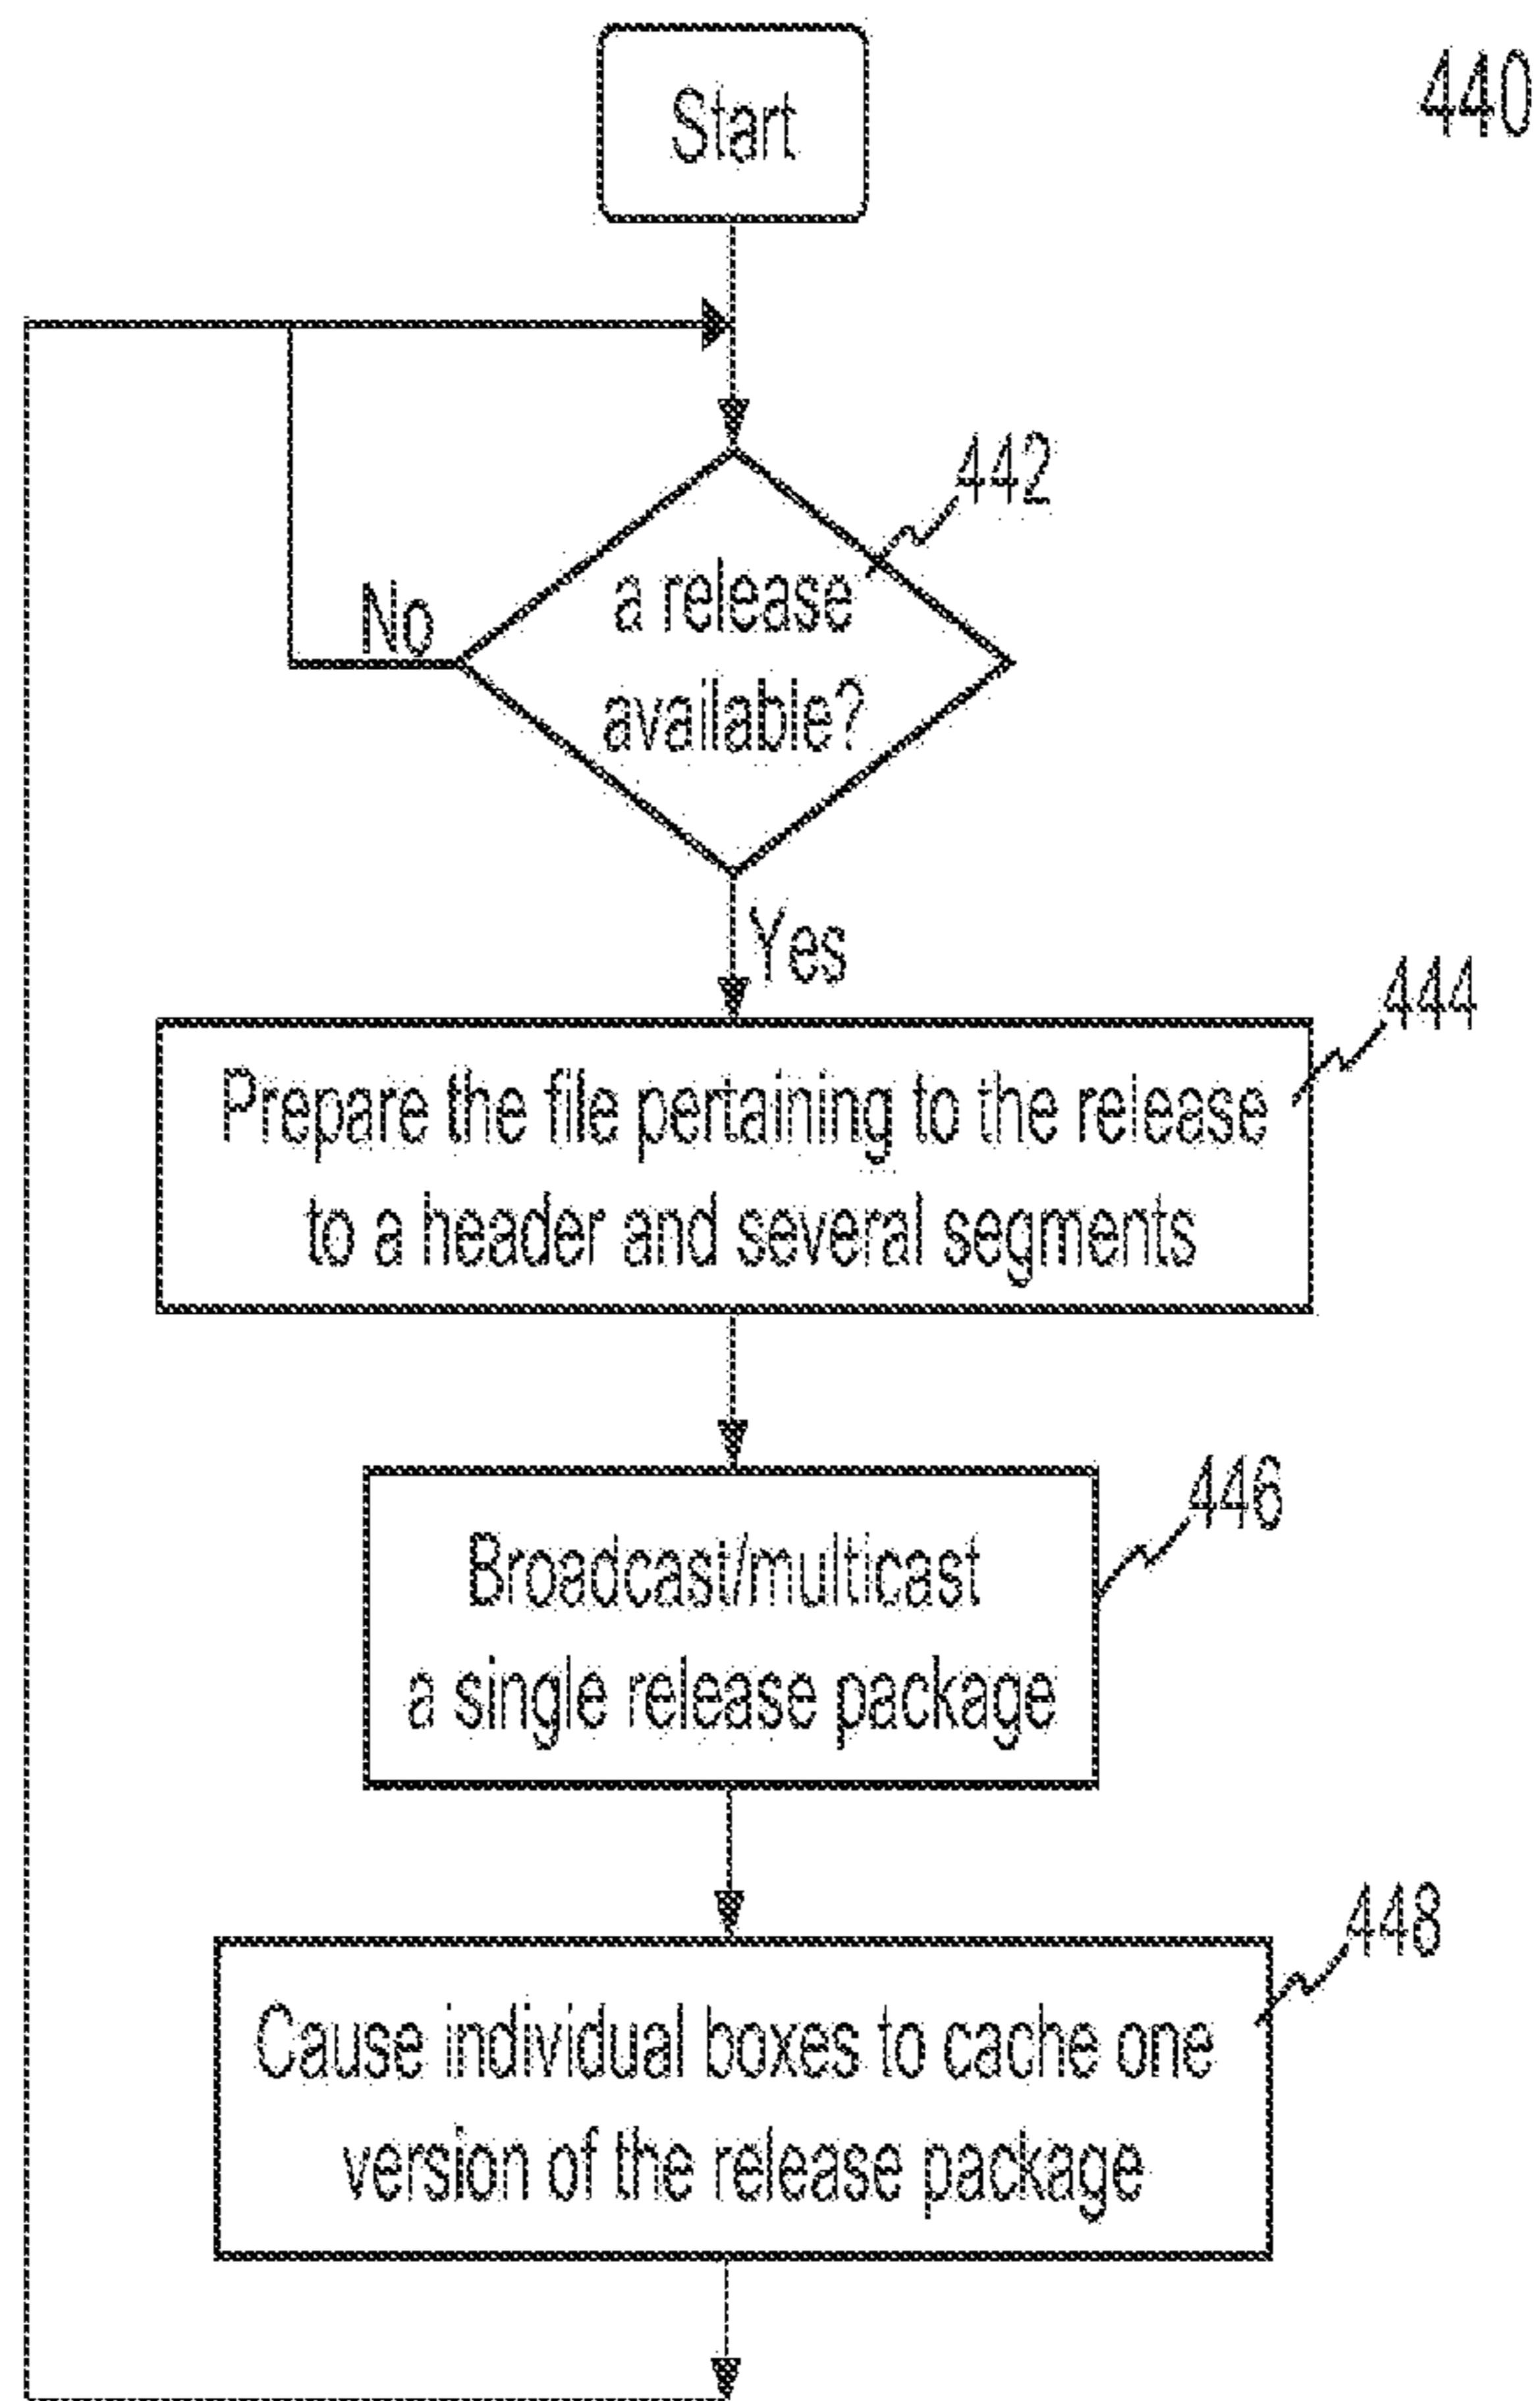 440
Start
442
a release
available?
No
Yes
444
Prepare the file pertaining to the release
to a header and several segments
446
Broadcast/multicast
a single release package
448
Cause individual boxes to cache one
version of the release package